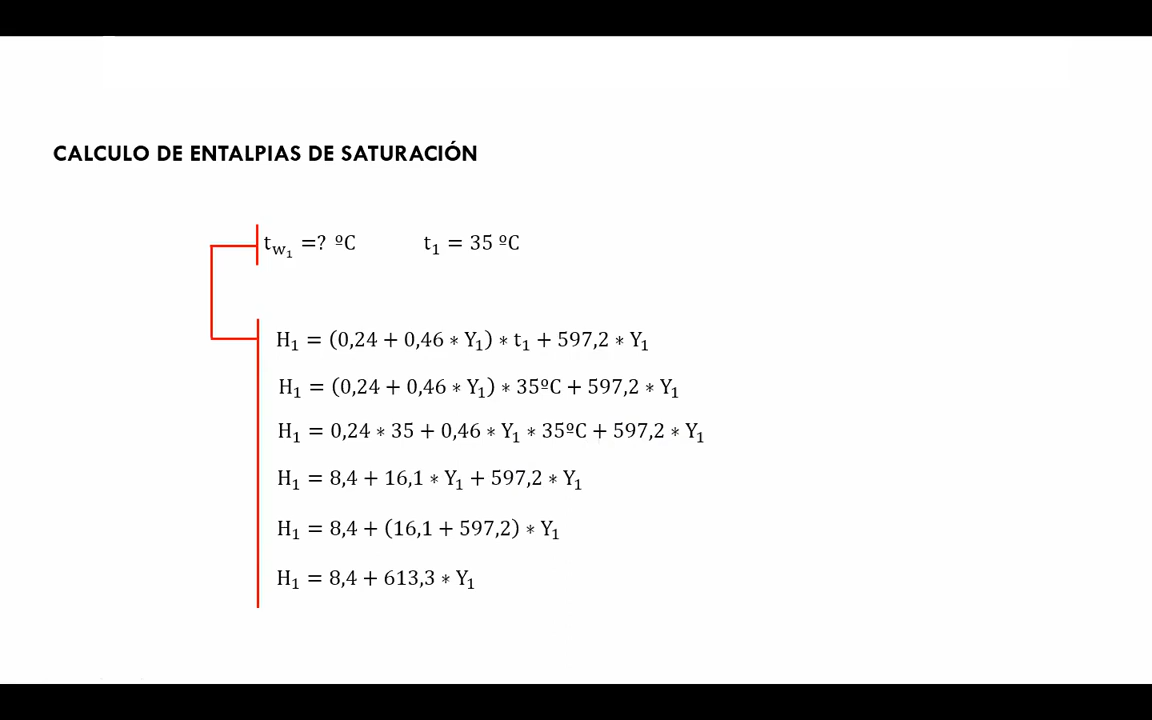 CALCULO DE ENTALPIAS DE SATURACIÓN
t_{w_1} =? ºC t_1 = 35 ºC
H_1 = (0,24 + 0,46 ∗ Y_1) ∗ t_1 + 597,2 ∗ Y_1
H_1 = (0,24 + 0,46 ∗ Y_1) ∗ 35ºC + 597,2 ∗ Y_1
H_1 = 0,24 ∗ 35 + 0,46 ∗ Y_1 ∗ 35ºC + 597,2 ∗ Y_1
H_1 = 8,4 + 16,1 ∗ Y_1 + 597,2 ∗ Y_1
H_1 = 8,4 + (16,1 + 597,2) ∗ Y_1
H_1 = 8,4 + 613,3 ∗ Y_1